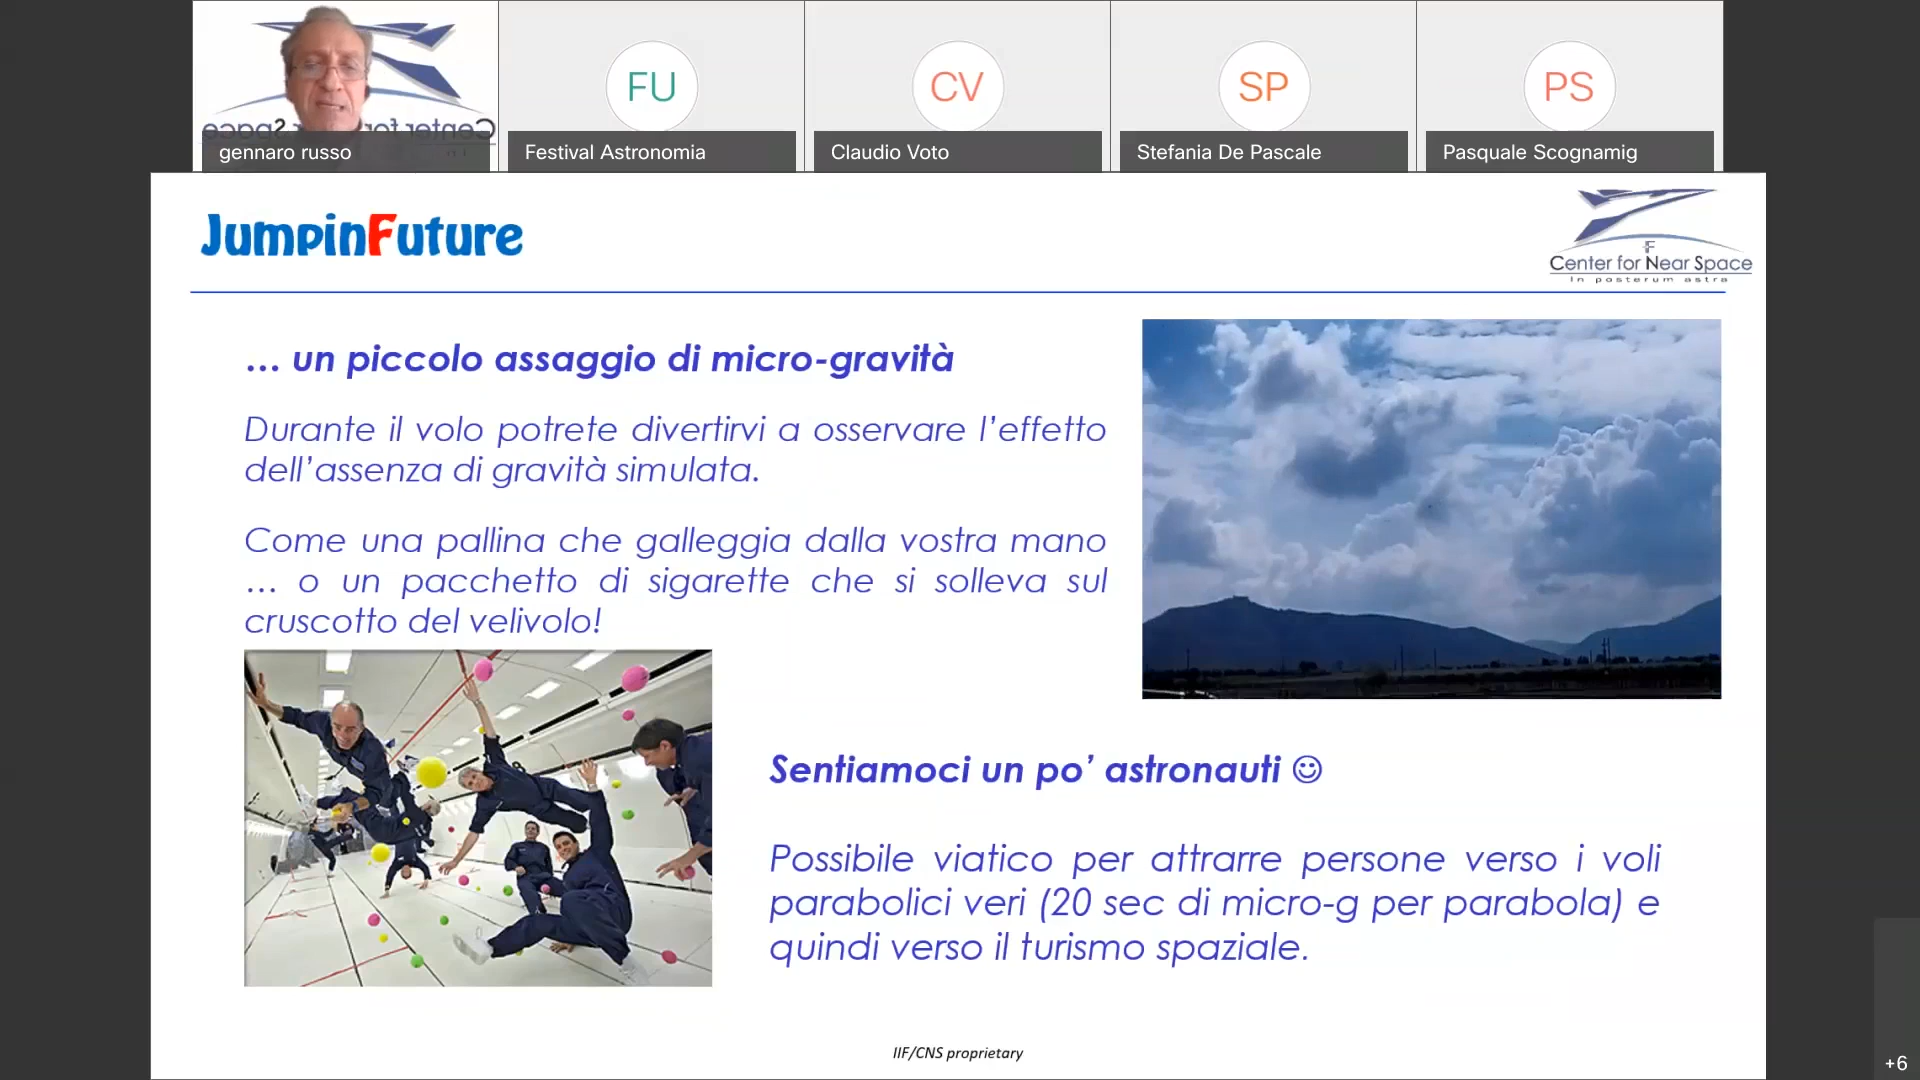 FU
CV
SP
PS
gennaro russo
Festival Astronomia
Claudio Voto
Stefania De Pascale
Pasquale Scognamig
JumpinFuture
Center for Near Space
In posterum astra
... un piccolo assaggio di micro-gravità
Durante il volo potrete divertirvi a osservare l’effetto
dell’assenza di gravità simulata.
Come una pallina che galleggia dalla vostra mano
... o un pacchetto di sigarette che si solleva sul
cruscotto del velivolo!
Sentiamoci un po’ astronauti ☺
Possibile viatico per attrarre persone verso i voli
parabolici veri (20 sec di micro-g per parabola) e
quindi verso il turismo spaziale.
IIF/CNS proprietary
+6